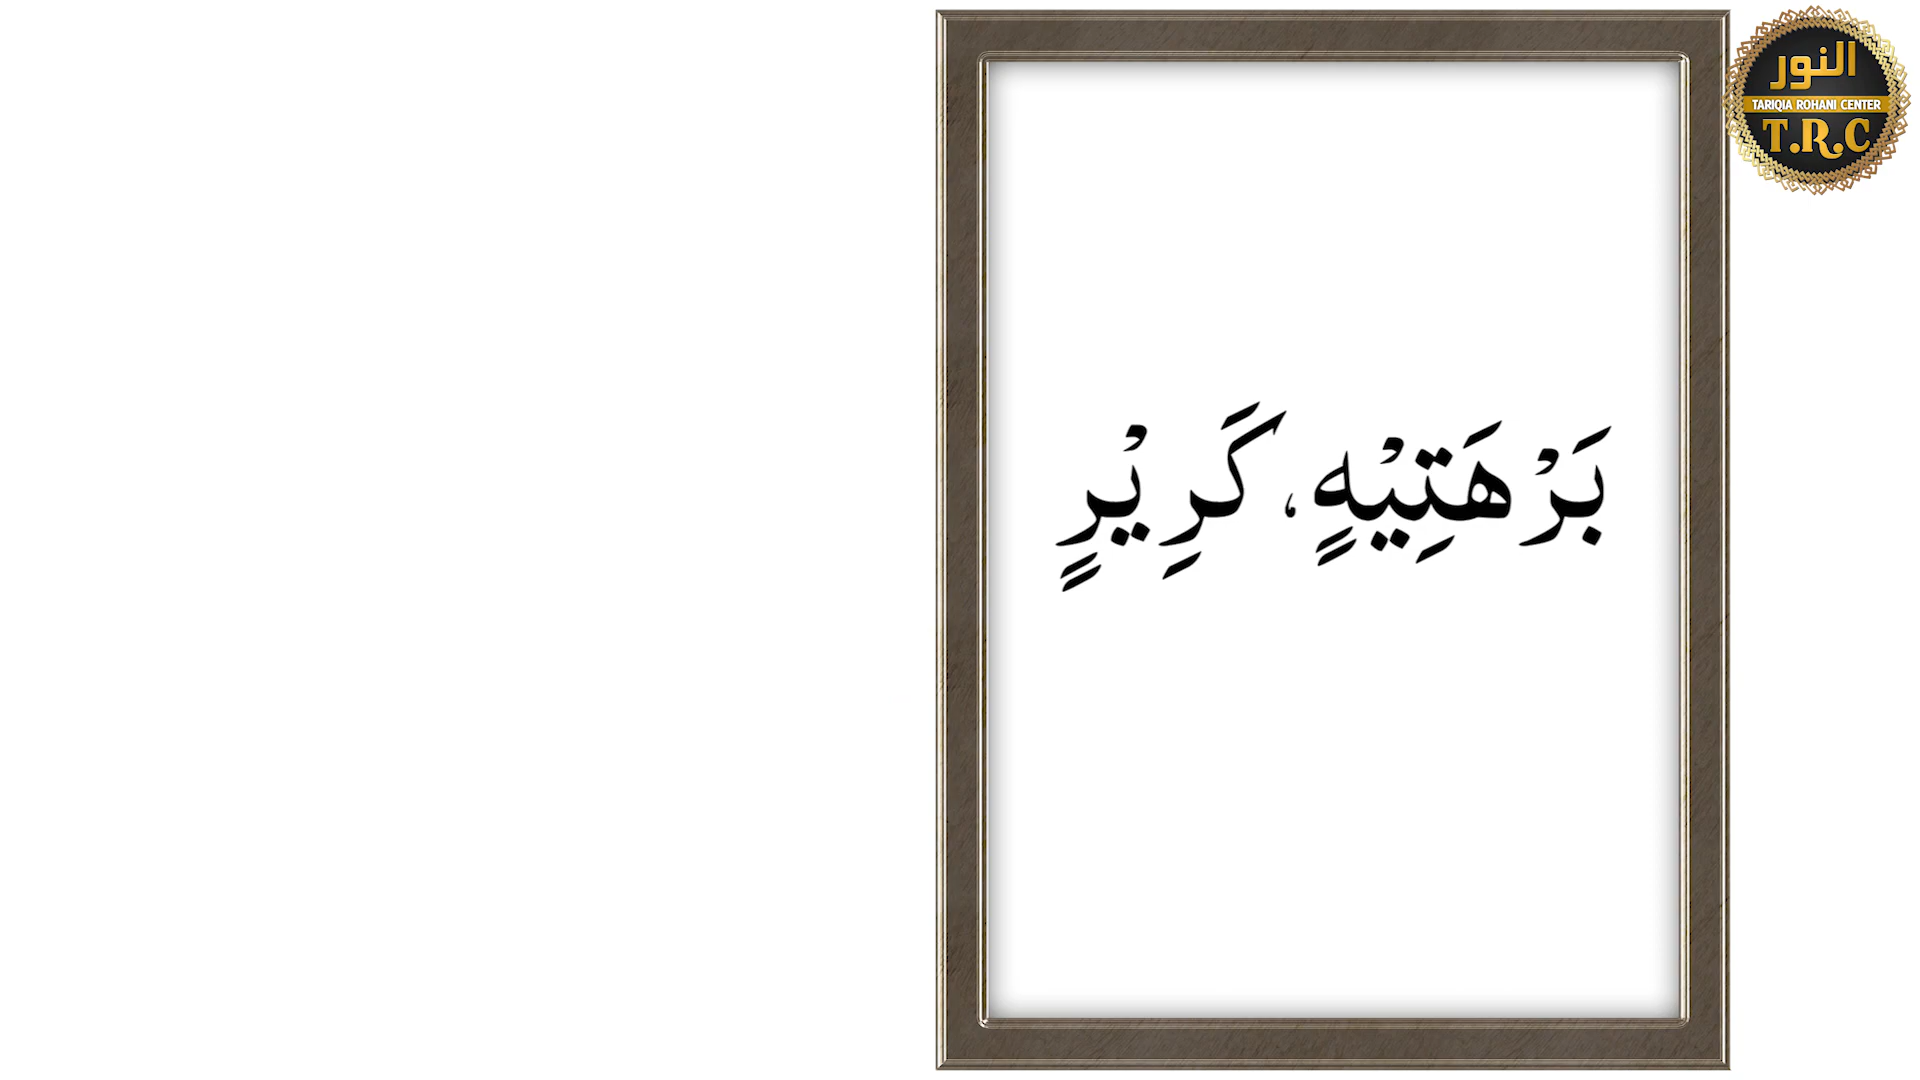 بَرْهَتِيْهٍ، كَرِيْرٍ
النور
TARIQIA ROHANI CENTER
T.R.C